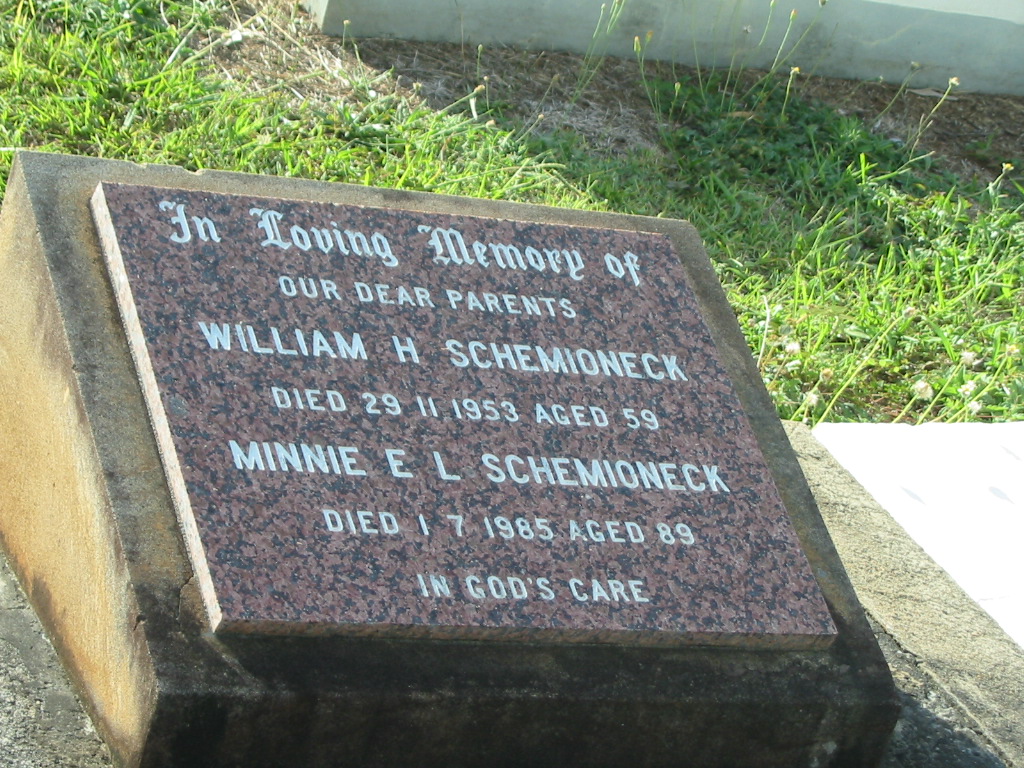 In Loving Memory of
OUR DEAR PARENTS
WILLIAM H SCHEMIONECK
DIED 29 11 1953 AGED 59
MINNIE E L SCHEMIONECK
DIED 1 7 1985 AGED 89
IN GOD'S CARE